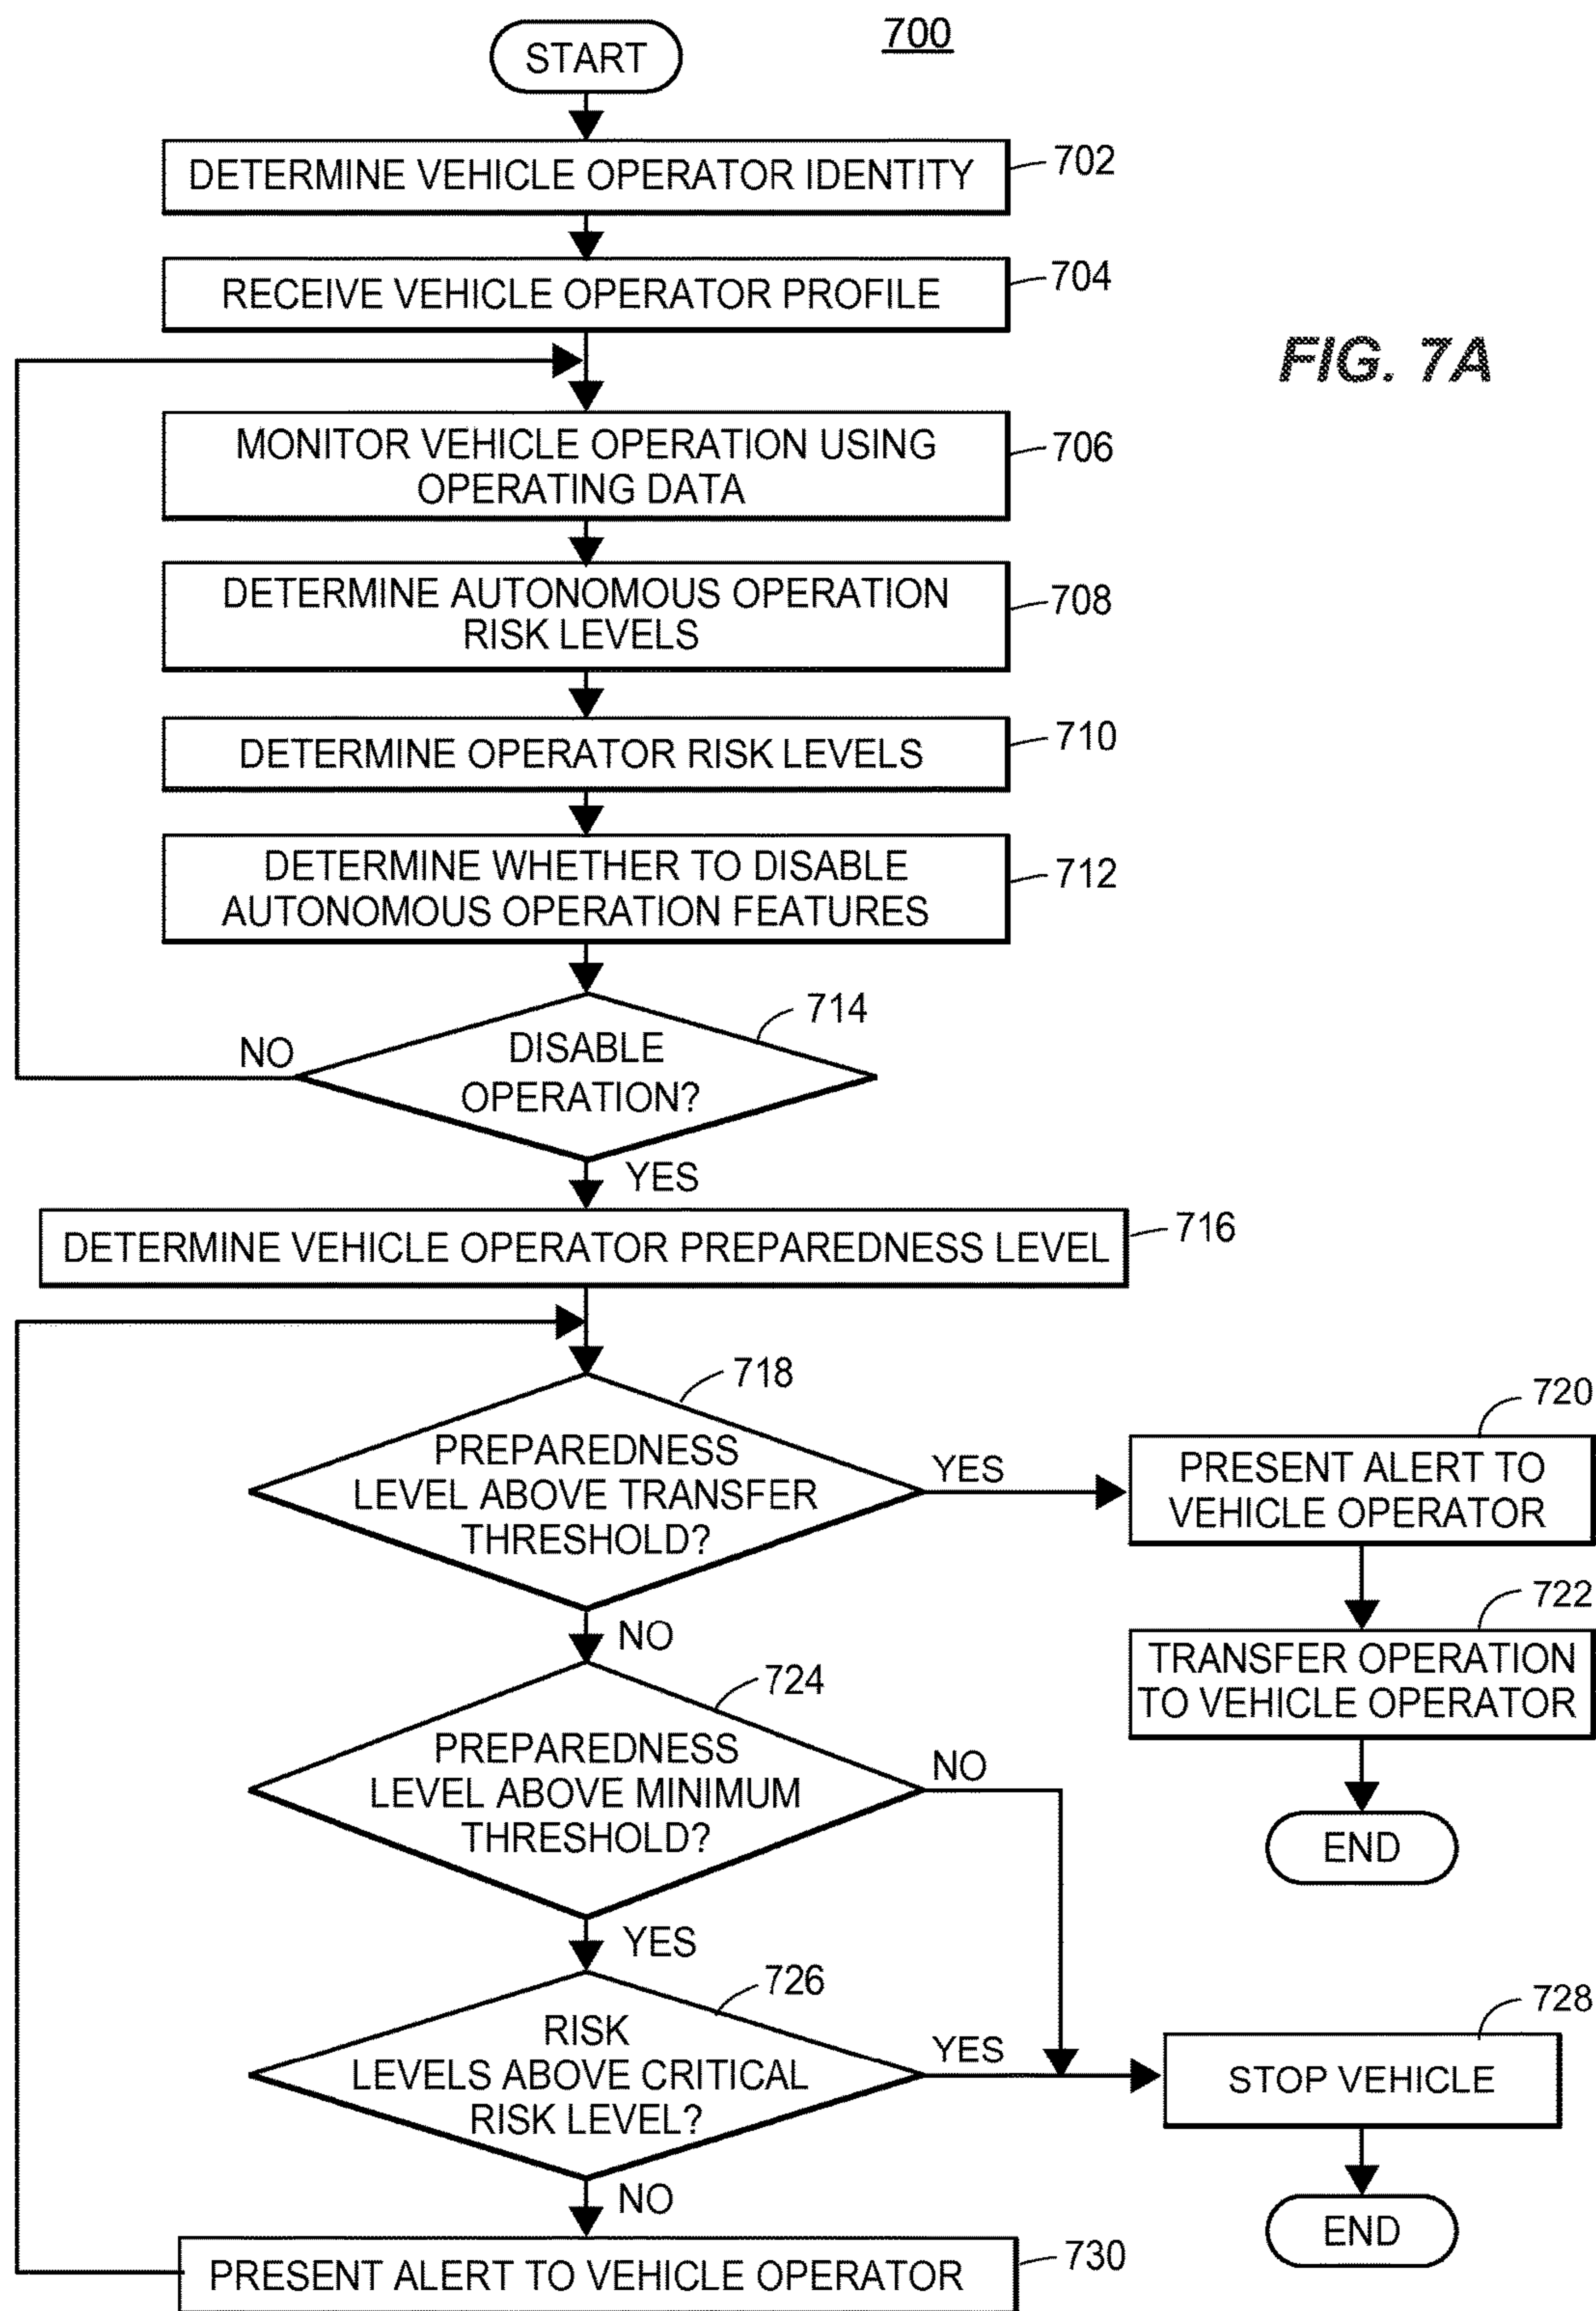 700
START
DETERMINE VEHICLE OPERATOR IDENTITY
702
RECEIVE VEHICLE OPERATOR PROFILE
704
FIG. 7A
MONITOR VEHICLE OPERATION USING
OPERATING DATA
706
DETERMINE AUTONOMOUS OPERATION
RISK LEVELS
708
DETERMINE OPERATOR RISK LEVELS
710
DETERMINE WHETHER TO DISABLE
AUTONOMOUS OPERATION FEATURES
712
714
DISABLE
OPERATION?
NO
YES
DETERMINE VEHICLE OPERATOR PREPAREDNESS LEVEL
716
718
PREPAREDNESS
LEVEL ABOVE TRANSFER
THRESHOLD?
YES
720
PRESENT ALERT TO
VEHICLE OPERATOR
722
TRANSFER OPERATION
TO VEHICLE OPERATOR
END
NO
724
PREPAREDNESS
LEVEL ABOVE MINIMUM
THRESHOLD?
NO
YES
726
RISK
LEVELS ABOVE CRITICAL
RISK LEVEL?
YES
728
STOP VEHICLE
END
NO
PRESENT ALERT TO VEHICLE OPERATOR
730